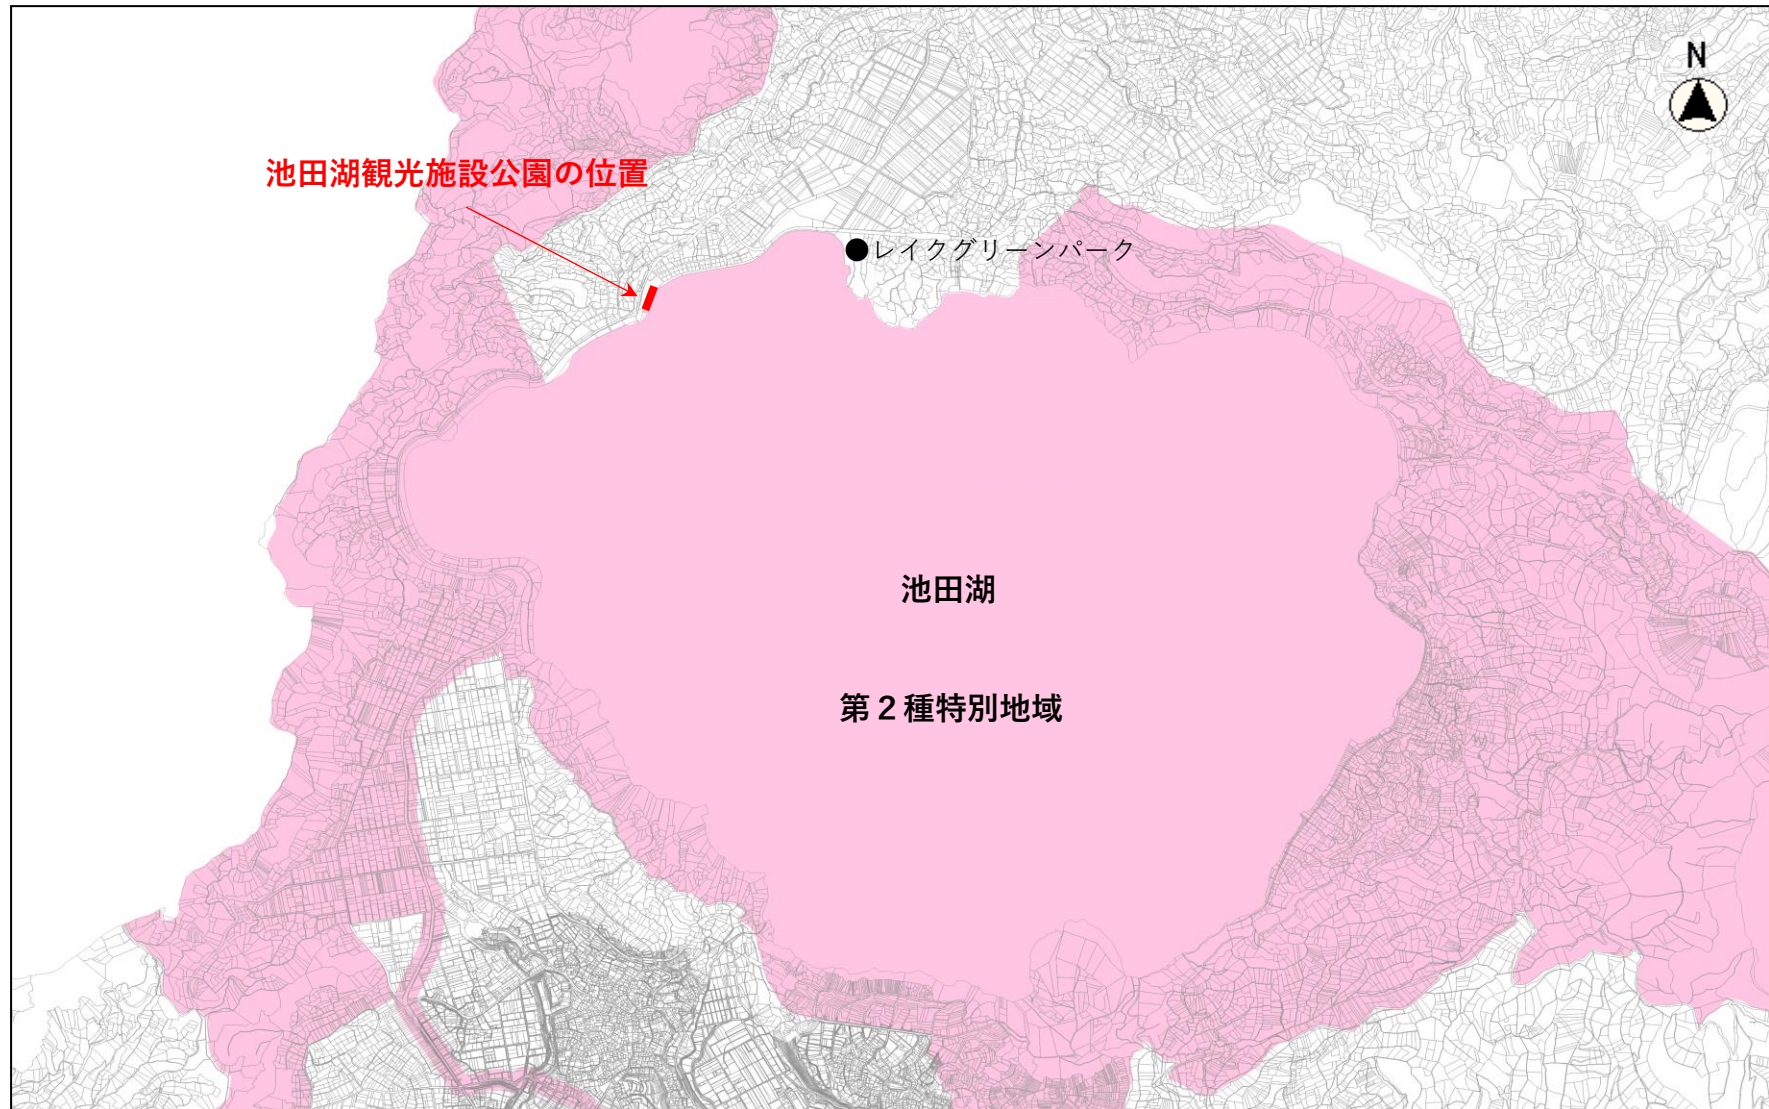 N
池田湖観光施設公園の位置
レイクグリーンパーク
池田湖
第２種特別地域